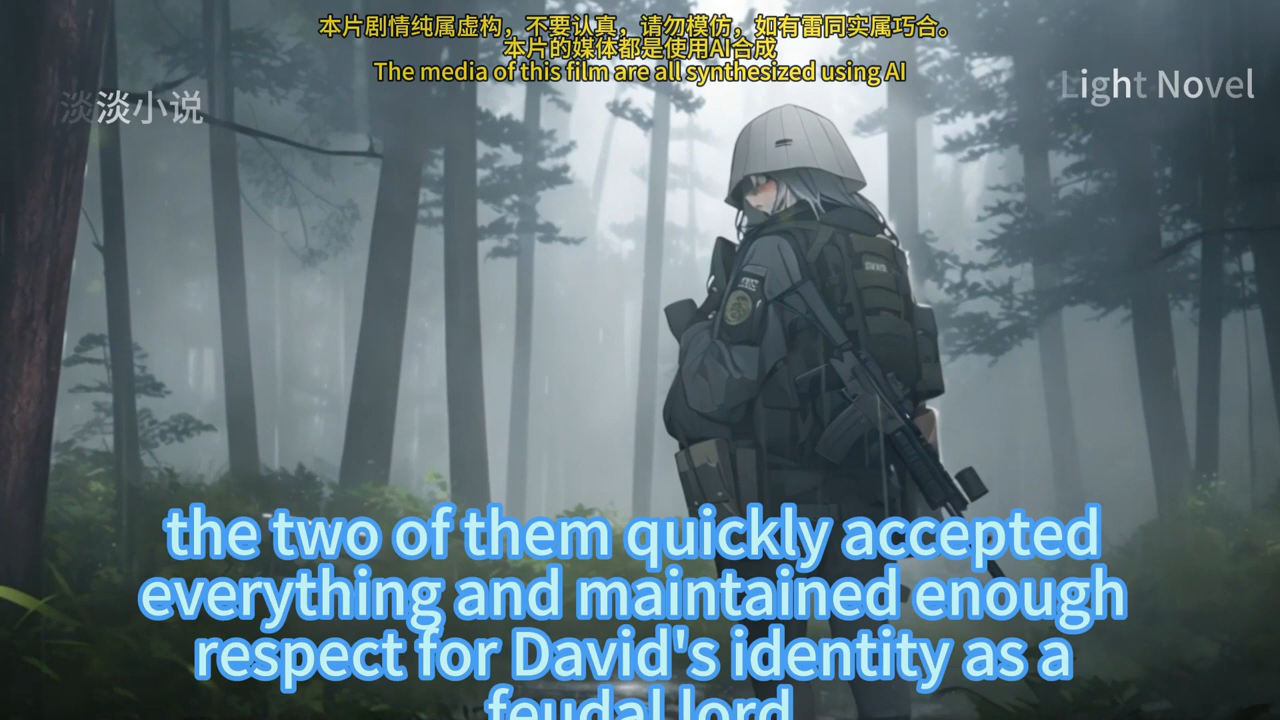 本片剧情纯属虚构，不要认真，请勿模仿，如有雷同实属巧合。
本片的媒体都是使用AI合成
The media of this film are all synthesized using AI
淡淡小说
Light Novel
the two of them quickly accepted
everything and maintained enough
respect for David's identity as a
feudal lord